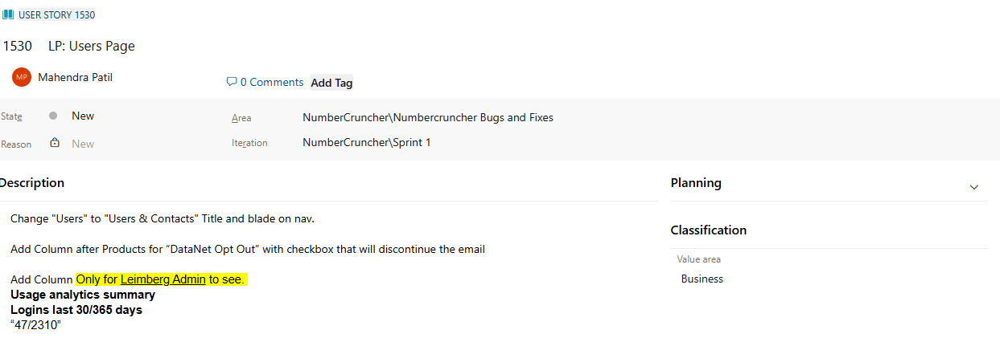 USER STORY 1530
1530 LP: Users Page
MP Mahendra Patil
0 Comments Add Tag
State New
Area NumberCruncher\Numbercruncher Bugs and Fixes
Reason New
Iteration NumberCruncher\Sprint 1
Description
Planning
Change "Users" to "Users & Contacts" Title and blade on nav.
Add Column after Products for “DataNet Opt Out” with checkbox that will discontinue the email
Add Column Only for Leimberg Admin to see.
Usage analytics summary
Logins last 30/365 days
“47/2310”
Classification
Value area
Business